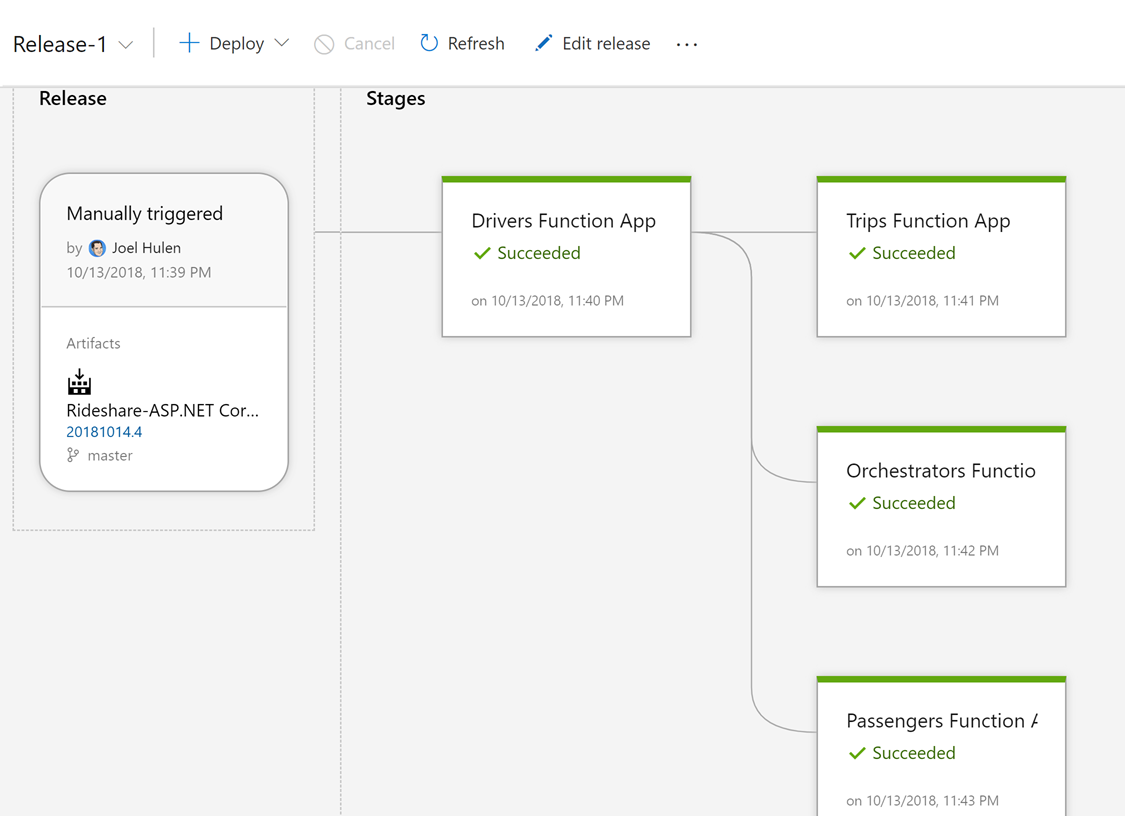 Release-1
Deploy
Cancel
Refresh
Edit release
...
Release
Stages
Manually triggered
by Joel Hulen
10/13/2018, 11:39 PM
Artifacts
Rideshare-ASP.NET Cor...
20181014.4
master
Drivers Function App
Succeeded
on 10/13/2018, 11:40 PM
Trips Function App
Succeeded
on 10/13/2018, 11:41 PM
Orchestrators Functio
Succeeded
on 10/13/2018, 11:42 PM
Passengers Function A
Succeeded
on 10/13/2018, 11:43 PM